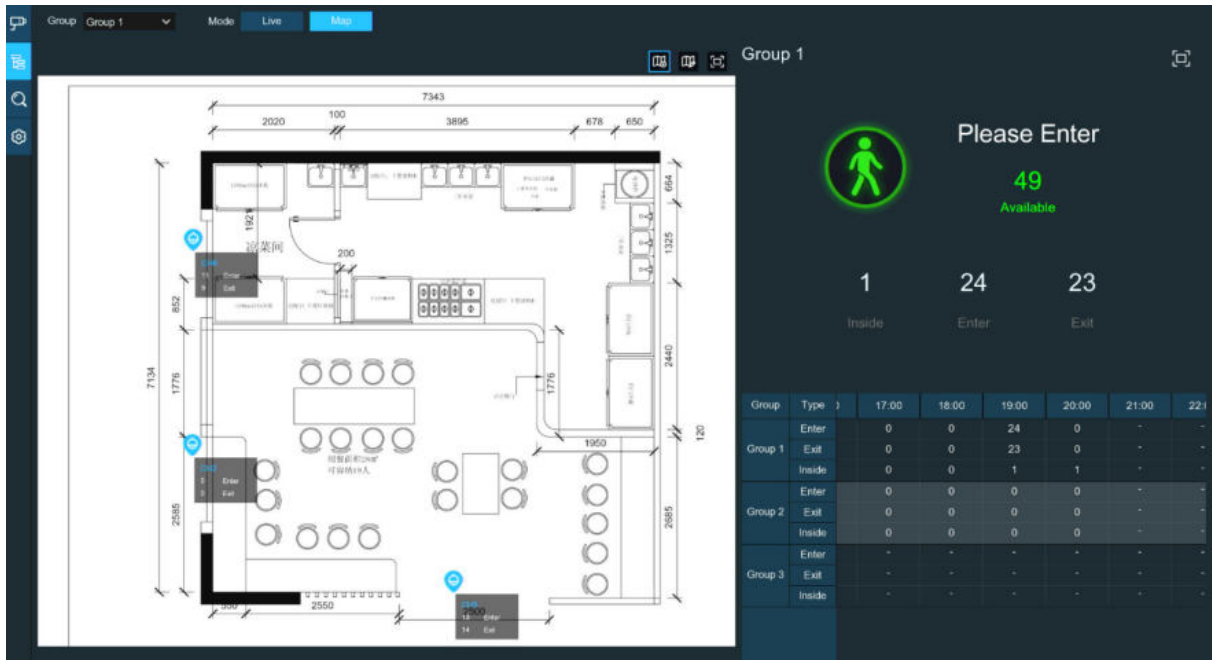 Group Group 1 Mode Live Map
Group 1
Please Enter
49
Available
1 24 23
Inside Enter Exit
7343
2020 100 3895 678 650
664
1921
凉菜间
200
1325
11 Enter
9 Exit
852
2440
7134
1776
1776
120
1950
可容纳
Enter
Exit
2585
2685
550 2550 2500
13 Enter
14 Exit
Group Type 17:00 18:00 19:00 20:00 21:00
Group 1 Enter 0 0 24 0 - -
Exit 0 0 23 0 - -
Inside 0 0 1 1 - -
Group 2 Enter 0 0 0 0 - -
Exit 0 0 0 0 - -
Inside 0 0 0 0 - -
Group 3 Enter - - - - - -
Exit - - - - - -
Inside - - - - - -